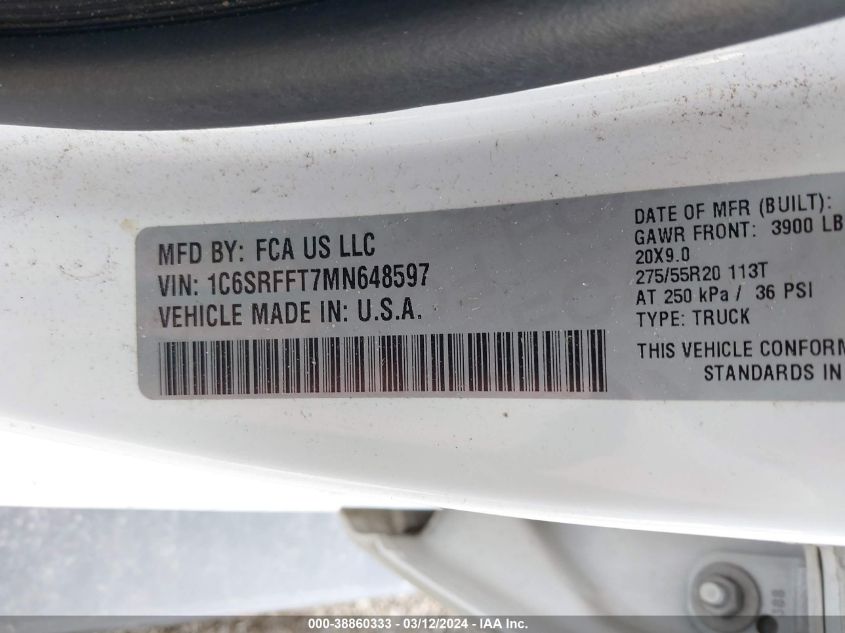 MFD BY: FCA US LLC
VIN: 1C6SRFFT7MN648597
VEHICLE MADE IN: U.S.A.
DATE OF MFR (BUILT):
GAWR FRONT: 3900 LB
20X9.0
275/55R20 113T
AT 250 kPa / 36 PSI
TYPE: TRUCK
THIS VEHICLE CONFORM
STANDARDS IN
000-38860333 - 03/12/2024 - IAA Inc.